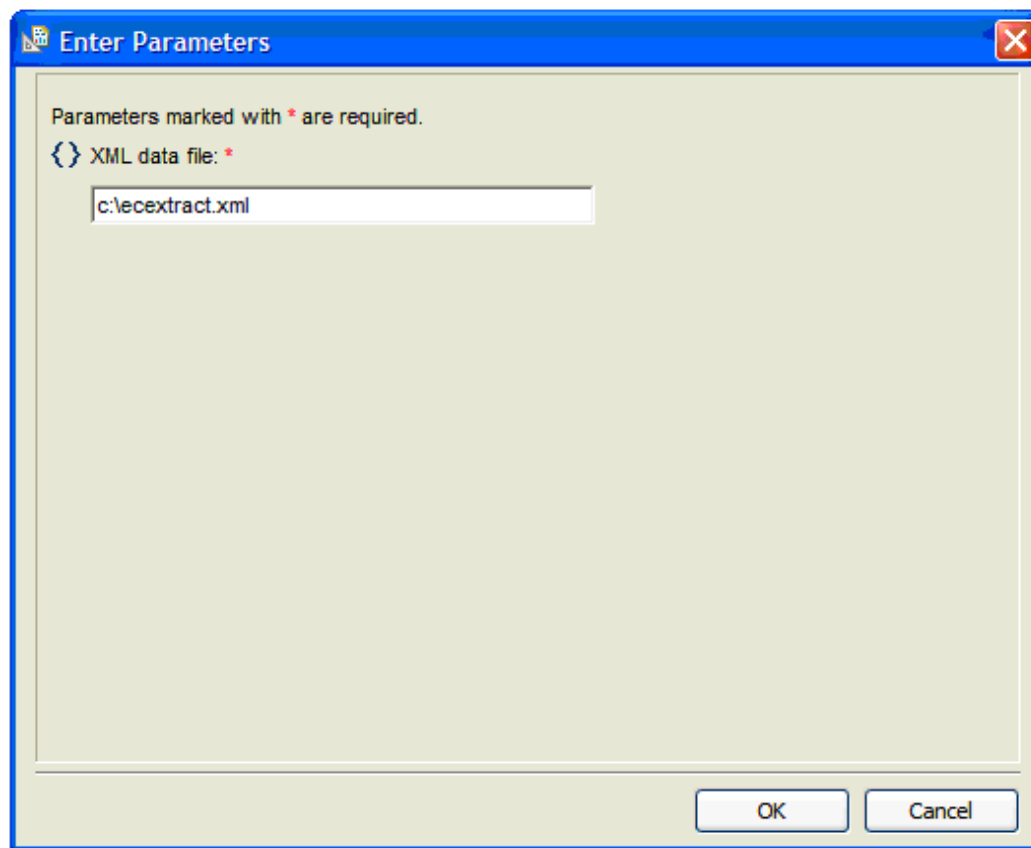 Enter Parameters
Parameters marked with * are required.
{} XML data file: *
c:\ecextract.xml
OK Cancel